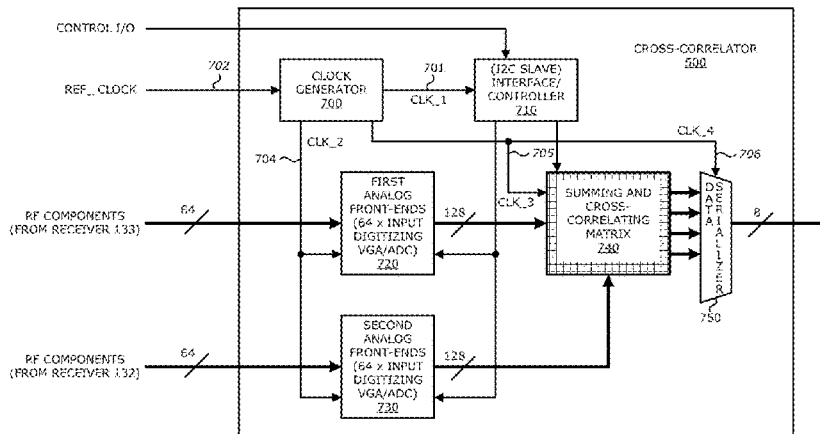 CONTROL I/O
CROSS-CORRELATOR
500
702
REF_CLOCK
CLOCK
GENERATOR
700
701
CLK_1
(I2C SLAVE)
INTERFACE/
CONTROLLER
710
704
CLK_2
705
CLK_3
CLK_4
706
RF COMPONENTS
(FROM RECEIVER 133)
64
FIRST
ANALOG
FRONT-ENDS
(64 x INPUT
DIGITIZING
VGA/ADC)
720
128
SUMMING AND
CROSS-
CORRELATING
MATRIX
740
DATA
SERIALIZER
750
8
RF COMPONENTS
(FROM RECEIVER 132)
64
SECOND
ANALOG
FRONT-ENDS
(64 x INPUT
DIGITIZING
VGA/ADC)
730
128